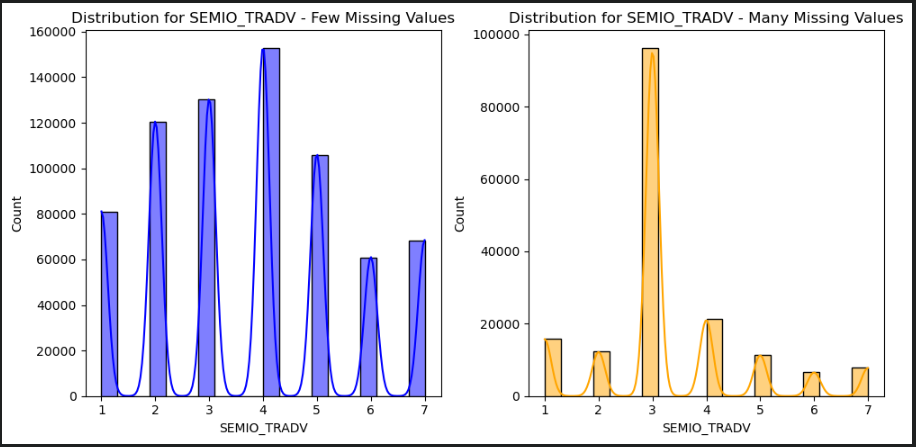 Distribution for SEMIO_TRADV - Few Missing Values
160000
140000
120000
100000
80000
60000
40000
20000
0
Count
1 2 3 4 5 6 7
SEMIO_TRADV
Distribution for SEMIO_TRADV - Many Missing Values
100000
80000
60000
40000
20000
0
Count
1 2 3 4 5 6 7
SEMIO_TRADV